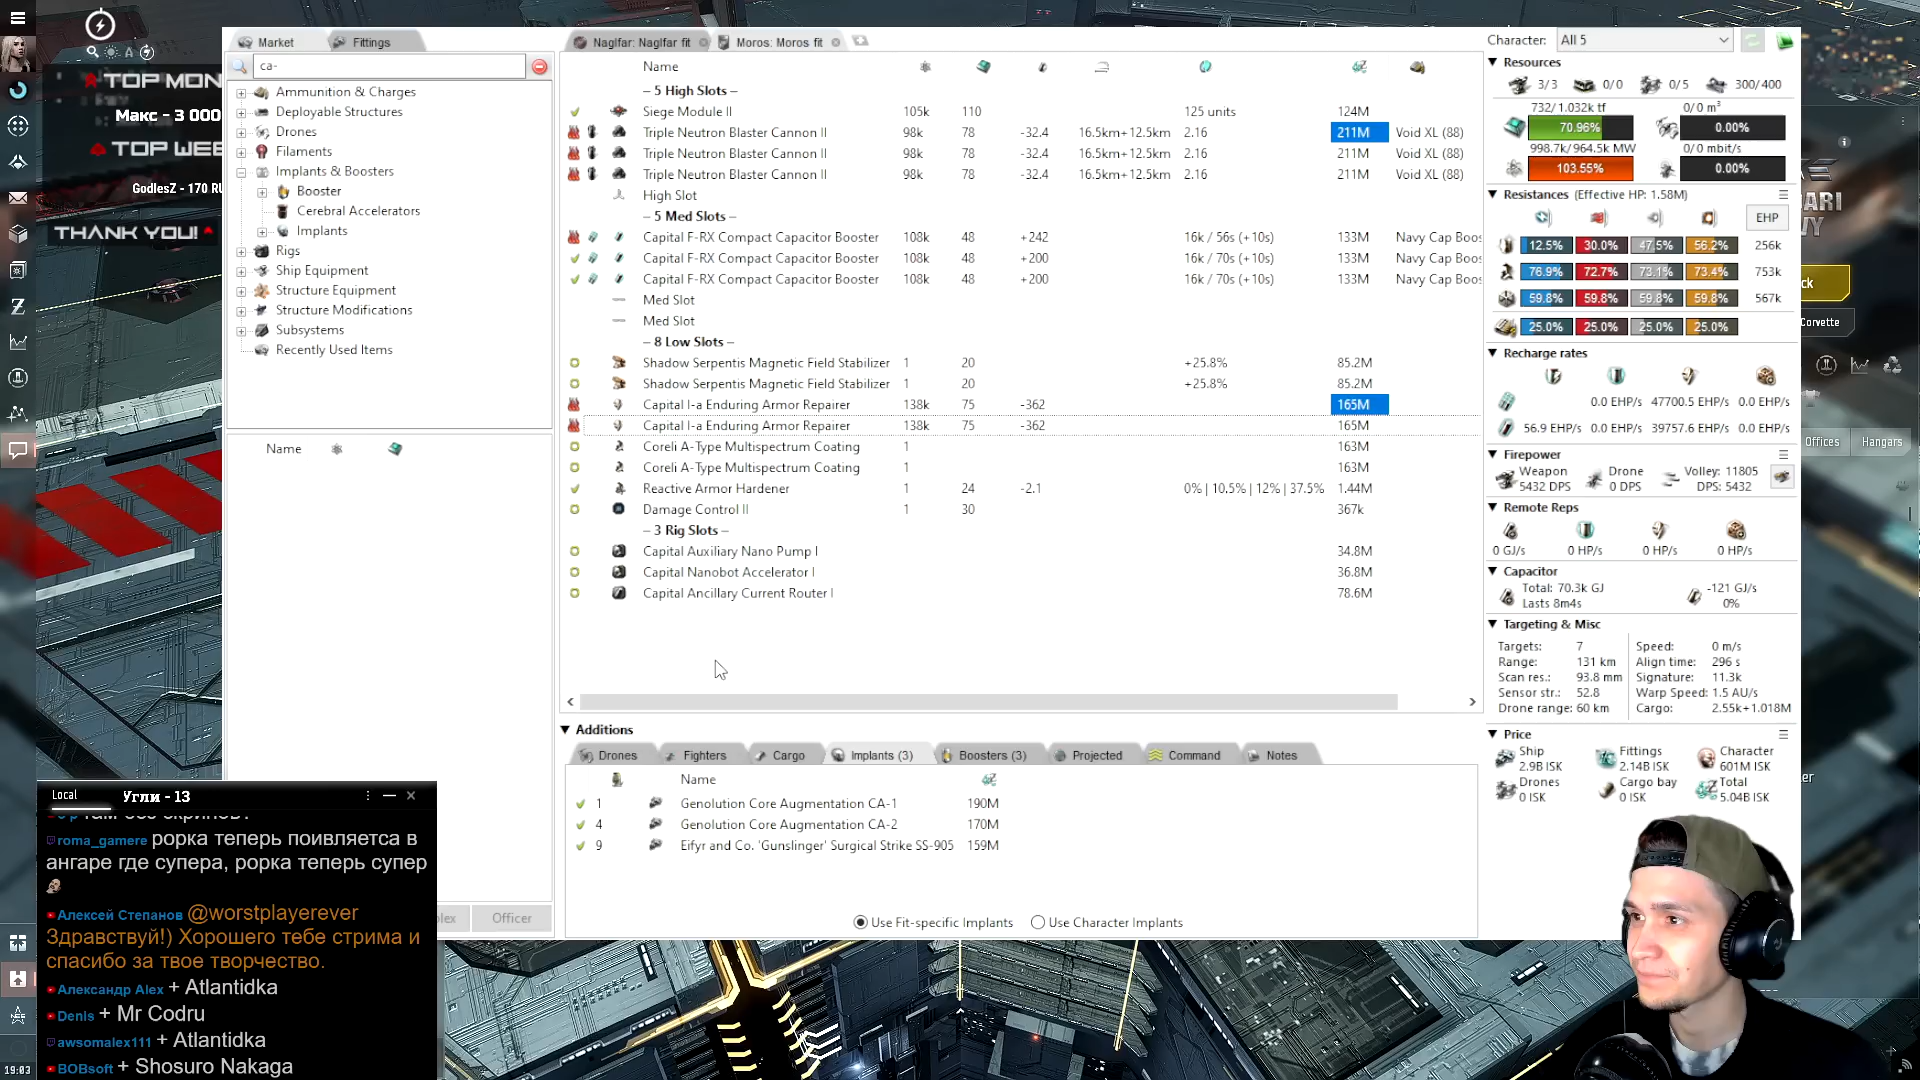 TOP MON
Макс - 3 000
TOP WEE
GodlesZ - 170 RU
THANK YOU!
19:03
Market
Fittings
ca-
Ammunition & Charges
Deployable Structures
Drones
Filaments
Implants & Boosters
Booster
Cerebral Accelerators
Implants
Rigs
Ship Equipment
Structure Equipment
Structure Modifications
Subsystems
Recently Used Items
Name
Officer
Naglfar: Naglfar fit
Moros: Moros fit
Name
– 5 High Slots –
Siege Module II 105k 110 125 units 124M
Triple Neutron Blaster Cannon II 98k 78 -32.4 16.5km+12.5km 2.16 211M Void XL (88)
Triple Neutron Blaster Cannon II 98k 78 -32.4 16.5km+12.5km 2.16 211M Void XL (88)
Triple Neutron Blaster Cannon II 98k 78 -32.4 16.5km+12.5km 2.16 211M Void XL (88)
High Slot
– 5 Med Slots –
Capital F-RX Compact Capacitor Booster 108k 48 +242 16k / 56s (+10s) 133M Navy Cap Boos
Capital F-RX Compact Capacitor Booster 108k 48 +200 16k / 70s (+10s) 133M Navy Cap Boos
Capital F-RX Compact Capacitor Booster 108k 48 +200 16k / 70s (+10s) 133M Navy Cap Boos
Med Slot
Med Slot
– 8 Low Slots –
Shadow Serpentis Magnetic Field Stabilizer 1 20 +25.8% 85.2M
Shadow Serpentis Magnetic Field Stabilizer 1 20 +25.8% 85.2M
Capital I-a Enduring Armor Repairer 138k 75 -362 165M
Capital I-a Enduring Armor Repairer 138k 75 -362 165M
Coreli A-Type Multispectrum Coating 1 163M
Coreli A-Type Multispectrum Coating 1 163M
Reactive Armor Hardener 1 24 -2.1 0% | 10.5% | 12% | 37.5% 1.44M
Damage Control II 1 30 367k
– 3 Rig Slots –
Capital Auxiliary Nano Pump I 34.8M
Capital Nanobot Accelerator I 36.8M
Capital Ancillary Current Router I 78.6M
Additions
Drones Fighters Cargo Implants (3) Boosters (3) Projected Command Notes
Name
1 Genolution Core Augmentation CA-1 190M
4 Genolution Core Augmentation CA-2 170M
9 Eifyr and Co. 'Gunslinger' Surgical Strike SS-905 159M
Use Fit-specific Implants Use Character Implants
Character: All 5
Resources
3/3 0/0 0/5 300/400
732/1.032k tf 0/0 m³
70.96% 0.00%
998.7k/964.5k MW 0/0 mbit/s
103.55% 0.00%
Resistances (Effective HP: 1.58M)
EHP
12.5% 30.0% 47.5% 56.2% 256k
76.9% 72.7% 73.1% 73.4% 753k
59.8% 59.8% 59.8% 59.8% 567k
25.0% 25.0% 25.0% 25.0%
Recharge rates
0.0 EHP/s 47700.5 EHP/s 0.0 EHP/s
56.9 EHP/s 0.0 EHP/s 39757.6 EHP/s 0.0 EHP/s
Firepower
Weapon Drone Volley: 11805
5432 DPS 0 DPS DPS: 5432
Remote Reps
0 GJ/s 0 HP/s 0 HP/s 0 HP/s
Capacitor
Total: 70.3k GJ -121 GJ/s
Lasts 8m4s 0%
Targeting & Misc
Targets: 7 Speed: 0 m/s
Range: 131 km Align time: 296 s
Scan res.: 93.8 mm Signature: 11.3k
Sensor str.: 52.8 Warp Speed: 1.5 AU/s
Drone range: 60 km Cargo: 2.55k+1.018M
Price
Ship Fittings Character
2.9B ISK 2.14B ISK 601M ISK
Drones Cargo bay Total
0 ISK 0 ISK 5.04B ISK
ARI
Corvette
Offices
Hangars
Local Угли - 13
roma_gamere рорка теперь поивляетса в
ангаре где супера, рорка теперь супер
Алексей Степанов @worstplayerever
Здравствуй!) Хорошего тебе стрима и
спасибо за твое творчество.
Александр Alex + Atlantidka
Denis + Mr Codru
awsomalex111 + Atlantidka
BOBsoft + Shosuro Nakaga